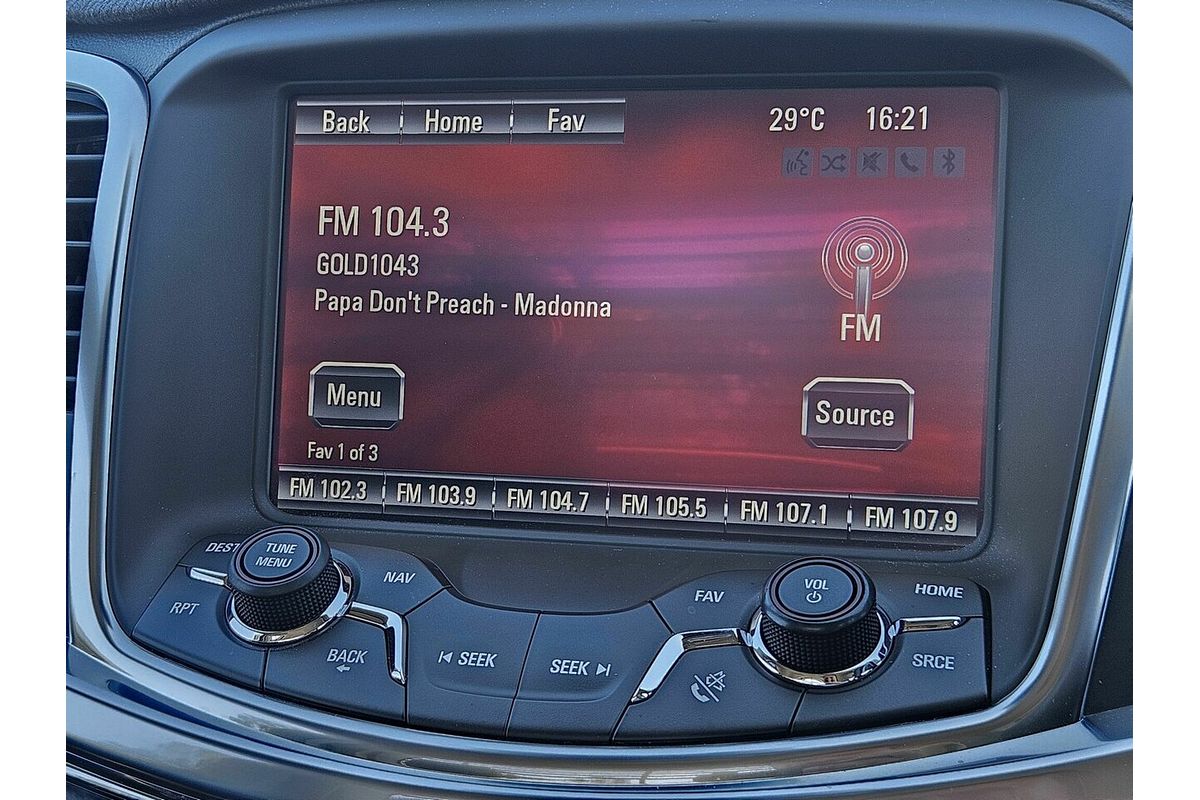 Back Home Fav 29°C 16:21
FM 104.3
GOLD1043
Papa Don't Preach - Madonna
FM
Menu
Source
Fav 1 of 3
FM 102.3 FM 103.9 FM 104.7 FM 105.5 FM 107.1 FM 107.9
DEST
TUNE
MENU
NAV
RPT
BACK
SEEK
SEEK
FAV
VOL
HOME
SRCE